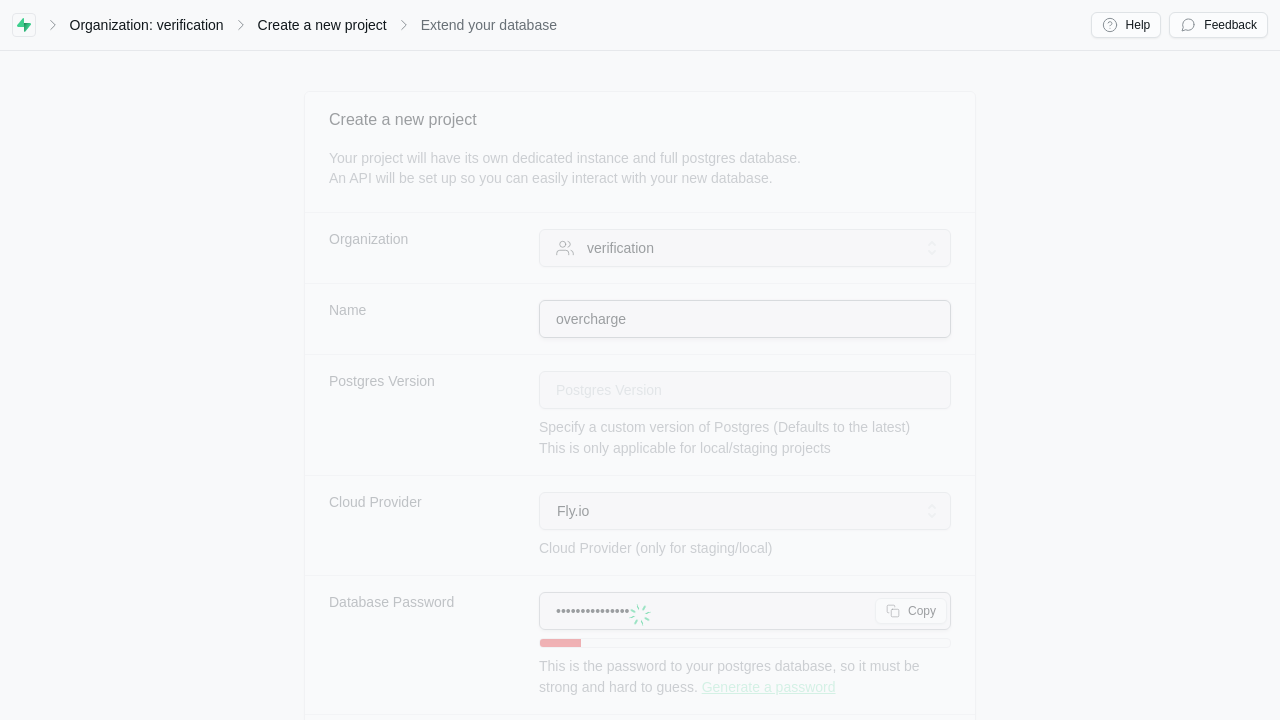 Organization: verification
Create a new project
Extend your database
Help
Feedback
Create a new project
Your project will have its own dedicated instance and full postgres database.
An API will be set up so you can easily interact with your new database.
Organization
verification
Name
overcharge
Postgres Version
Postgres Version
Specify a custom version of Postgres (Defaults to the latest)
This is only applicable for local/staging projects
Cloud Provider
Fly.io
Cloud Provider (only for staging/local)
Database Password
•••••••••••••••
Copy
This is the password to your postgres database, so it must be
strong and hard to guess. Generate a password